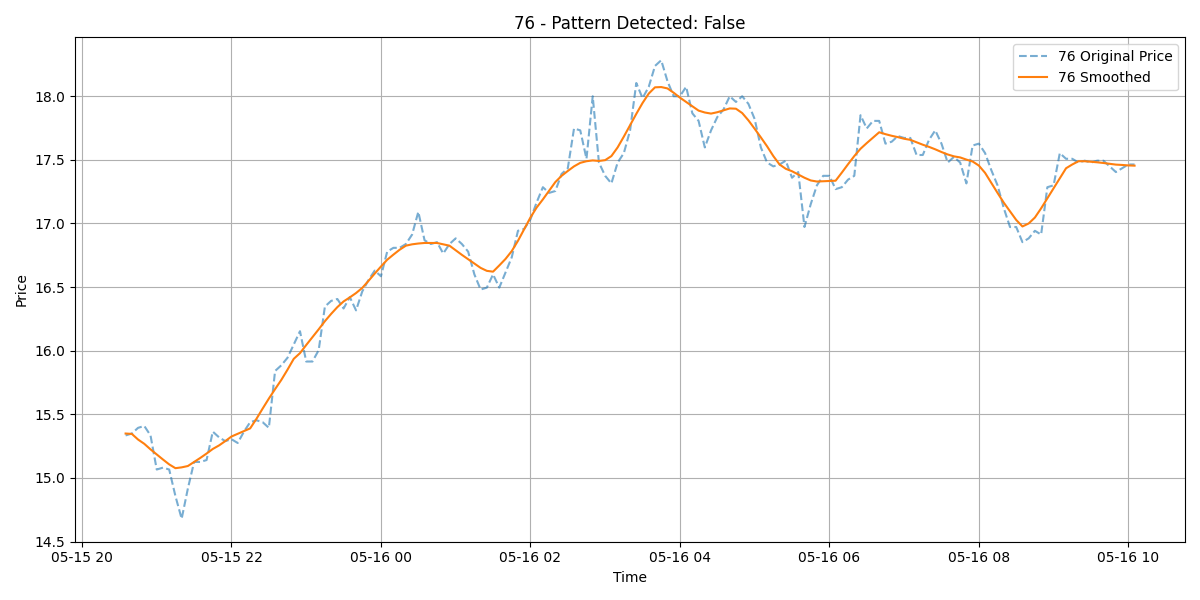 76 - Pattern Detected: False
76 Original Price
76 Smoothed
Price
18.0
17.5
17.0
16.5
16.0
15.5
15.0
14.5
05-15 20 05-15 22 05-16 00 05-16 02 05-16 04 05-16 06 05-16 08 05-16 10
Time